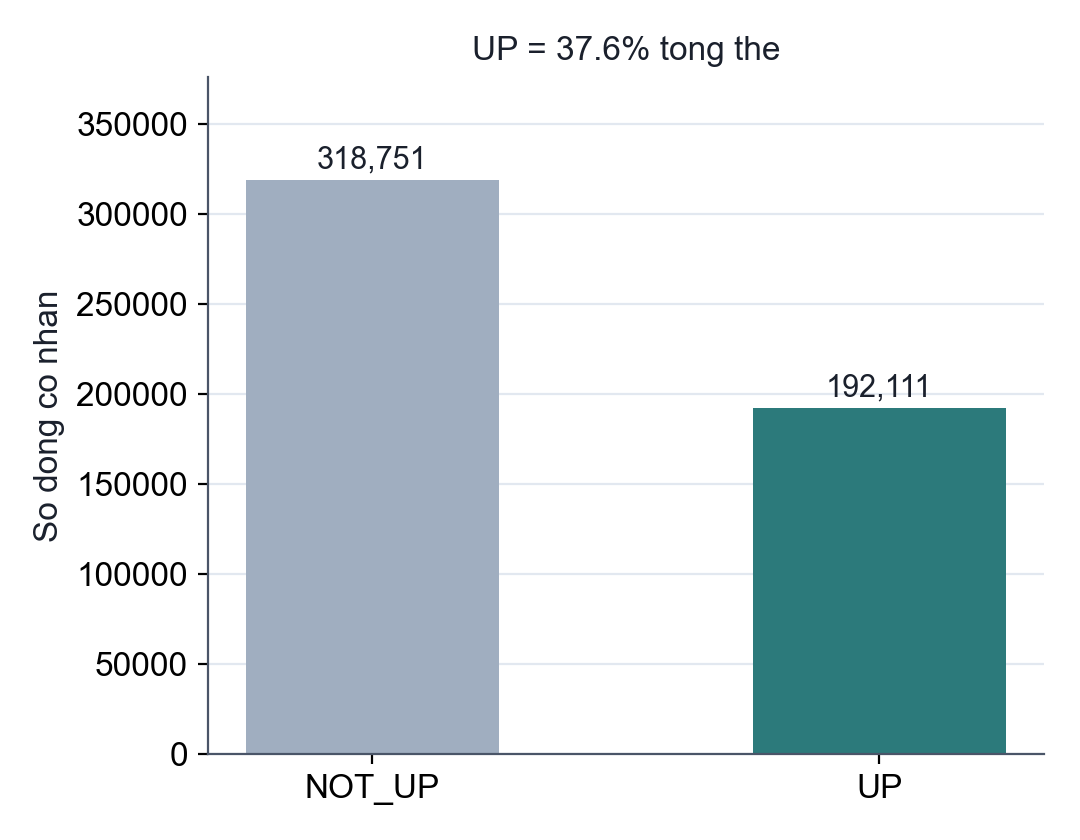 UP = 37.6% tong the
So dong co nhan
350000
300000
250000
200000
150000
100000
50000
0
318,751
192,111
NOT_UP
UP